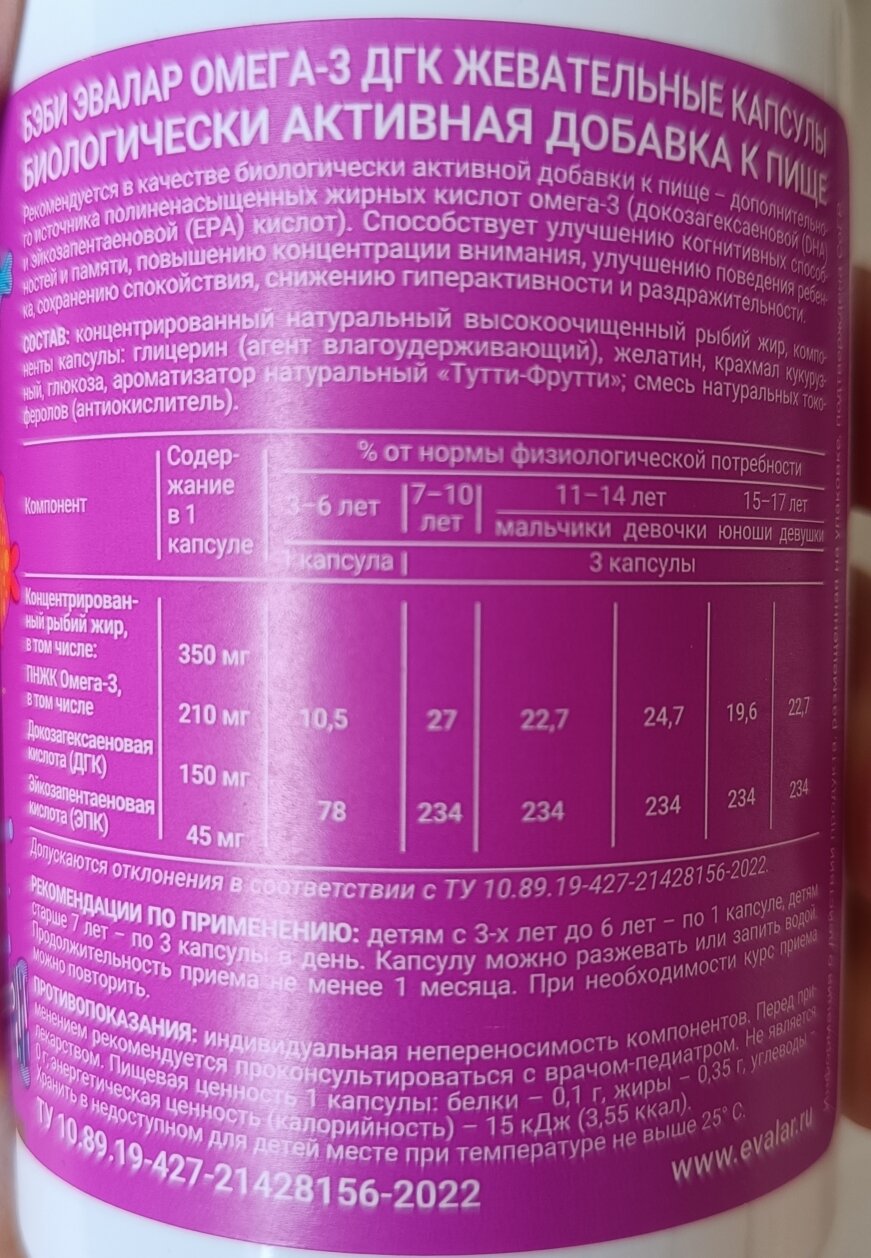 БЭБИ ЭВАЛАР ОМЕГА-3 ДГК ЖЕВАТЕЛЬНЫЕ КАПСУЛЫ
БИОЛОГИЧЕСКИ АКТИВНАЯ ДОБАВКА К ПИЩЕ
Рекомендуется в качестве биологически активной добавки к пище – дополнительно-
го источника полиненасыщенных жирных кислот омега-3 (докозагексаеновой (DHA)
и эйкозапентаеновой (EPA) кислот). Способствует улучшению когнитивных способ-
ностей и памяти, повышению концентрации внимания, улучшению поведения ребен-
ка, сохранению спокойствия, снижению гиперактивности и раздражительности.
СОСТАВ: концентрированный натуральный высокоочищенный рыбий жир, компо-
ненты капсулы: глицерин (агент влагоудерживающий), желатин, крахмал кукуруз-
ный, глюкоза, ароматизатор натуральный «Тутти-Фрутти»; смесь натуральных токо-
феролов (антиокислитель).
Компонент
Содер-
жание
в 1
капсуле
% от нормы физиологической потребности
3–6 лет
7–10
лет
11–14 лет
15–17 лет
мальчики девочки юноши девушки
1 капсула
3 капсулы
Концентрирован-
ный рыбий жир,
в том числе:
350 мг
ПНЖК Омега-3,
в том числе
210 мг 10,5 27 22,7 24,7 19,6 22,7
Докозагексаеновая
кислота (ДГК)
150 мг
Эйкозапентаеновая
кислота (ЭПК)
45 мг
78 234 234 234 234 234
Допускаются отклонения в соответствии с ТУ 10.89.19-427-21428156-2022.
РЕКОМЕНДАЦИИ ПО ПРИМЕНЕНИЮ: детям с 3-х лет до 6 лет – по 1 капсуле, детям
старше 7 лет – по 3 капсулы в день. Капсулу можно разжевать или запить водой.
Продолжительность приема не менее 1 месяца. При необходимости курс приема
можно повторить.
ПРОТИВОПОКАЗАНИЯ: индивидуальная непереносимость компонентов. Перед при-
менением рекомендуется проконсультироваться с врачом-педиатром. Не является
лекарством. Пищевая ценность 1 капсулы: белки – 0,1 г, жиры – 0,35 г, углеводы –
0 г; энергетическая ценность (калорийность) – 15 кДж (3,55 ккал).
Хранить в недоступном для детей месте при температуре не выше 25° С.
ТУ 10.89.19-427-21428156-2022
www.evalar.ru